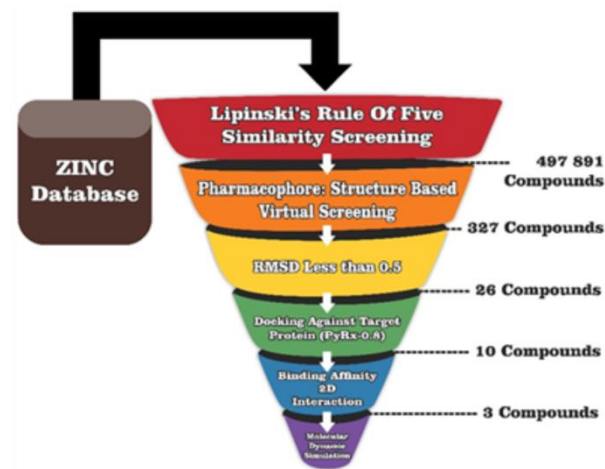 ZINC
Database
Lipinski's Rule Of Five
Similarity Screening
497 891
Compounds
Pharmacophore: Structure Based
Virtual Screening
327 Compounds
RMSD Less than 0.5
26 Compounds
Docking Against Target
Protein (PyRx-0.8)
10 Compounds
Binding Affinity
2D
Interaction
3 Compounds
Molecular
Dynamic
Simulation